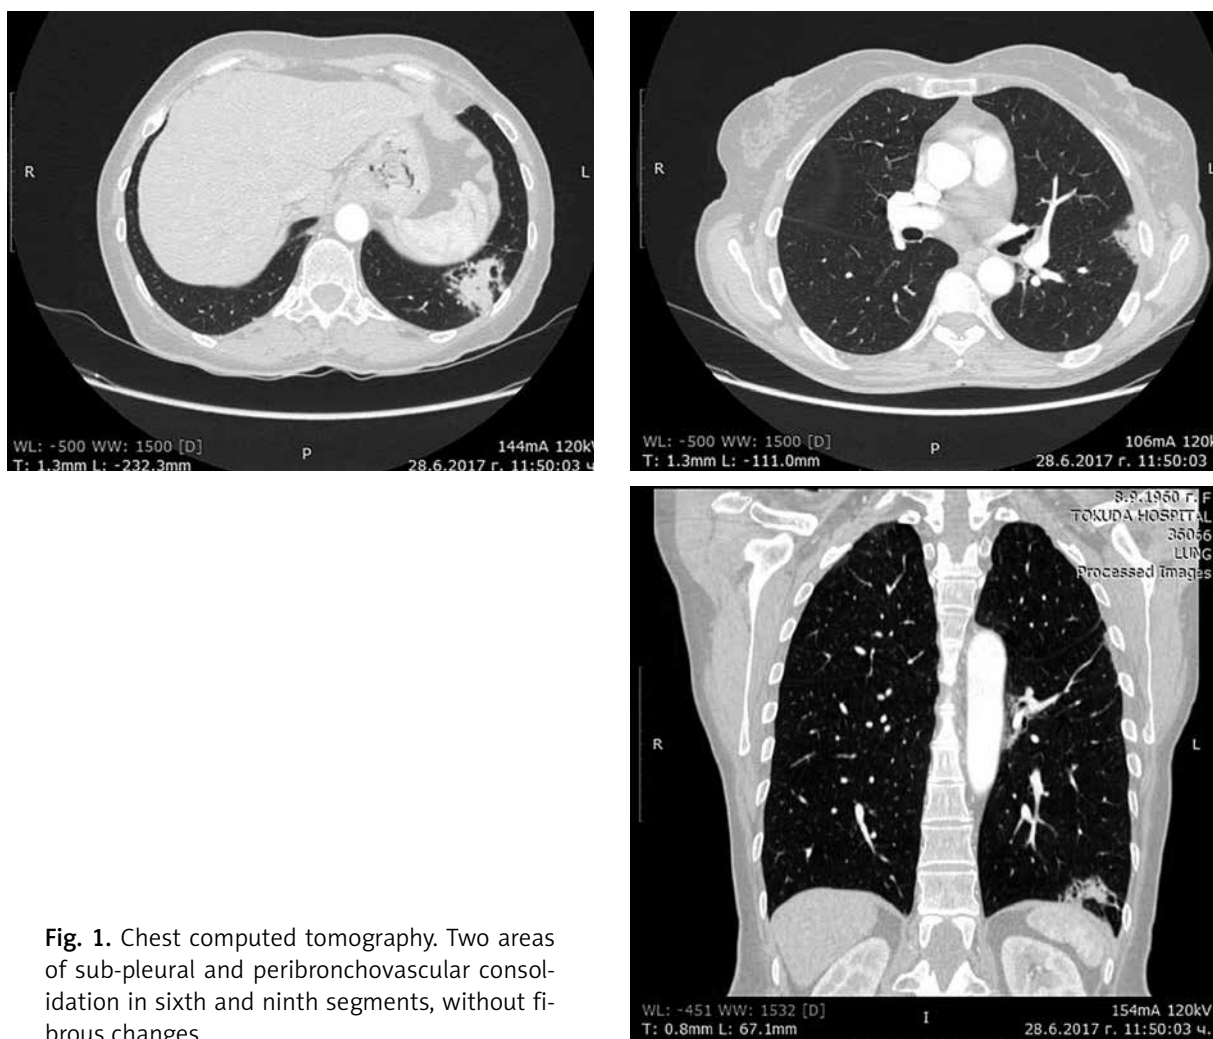 R
L
WL: -500 WW: 1500 [D]
144mA 120kV
P
T: 1.3mm L: -232.3mm
28.6.2017 г. 11:50:03 ч
R
L
WL: -500 WW: 1500 [D]
106mA 120k
P
T: 1.3mm L: -111.0mm
28.6.2017 г. 11:50:03
8.9.1960 г. F
TOKUDA HOSPITAL
36066
LUNG
Processed Images
R
L
WL: -451 WW: 1532 [D]
154mA 120kV
I
T: 0.8mm L: 67.1mm
28.6.2017 г. 11:50:03 ч.
Fig. 1. Chest computed tomography. Two areas
of sub-pleural and peribronchovascular consol-
idation in sixth and ninth segments, without fi-
brous changes